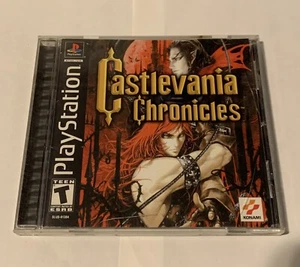 PlayStation
Castlevania
Chronicles
TEEN
T
ESRB
KONAMI